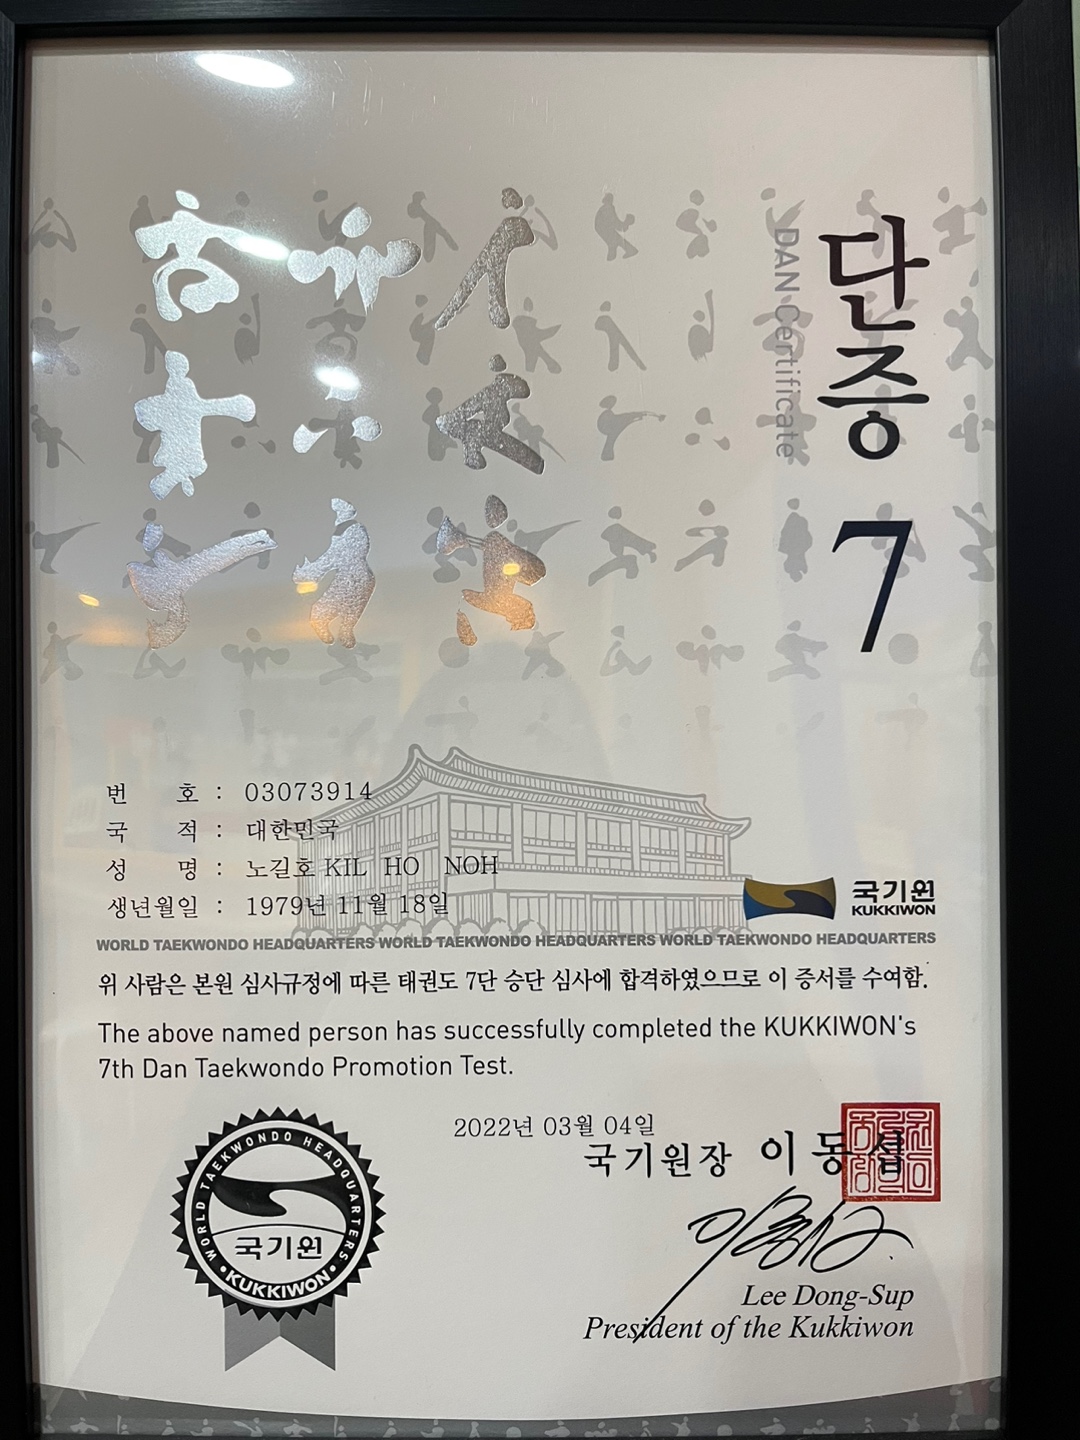 단증 7
DAN Certificate
번 호 : 03073914
국 적 : 대한민국
성 명 : 노길호 KIL HO NOH
생년월일 : 1979년 11월 18일
국기원
KUKKIWON
WORLD TAEKWONDO HEADQUARTERS WORLD TAEKWONDO HEADQUARTERS WORLD TAEKWONDO HEADQUARTERS
위 사람은 본원 심사규정에 따른 태권도 7단 승단 심사에 합격하였으므로 이 증서를 수여함.
The above named person has successfully completed the KUKKIWON's
7th Dan Taekwondo Promotion Test.
2022년 03월 04일
국기원장 이동섭
Lee Dong-Sup
President of the Kukkiwon
WORLD TAEKWONDO HEADQUARTERS
국기원
KUKKIWON